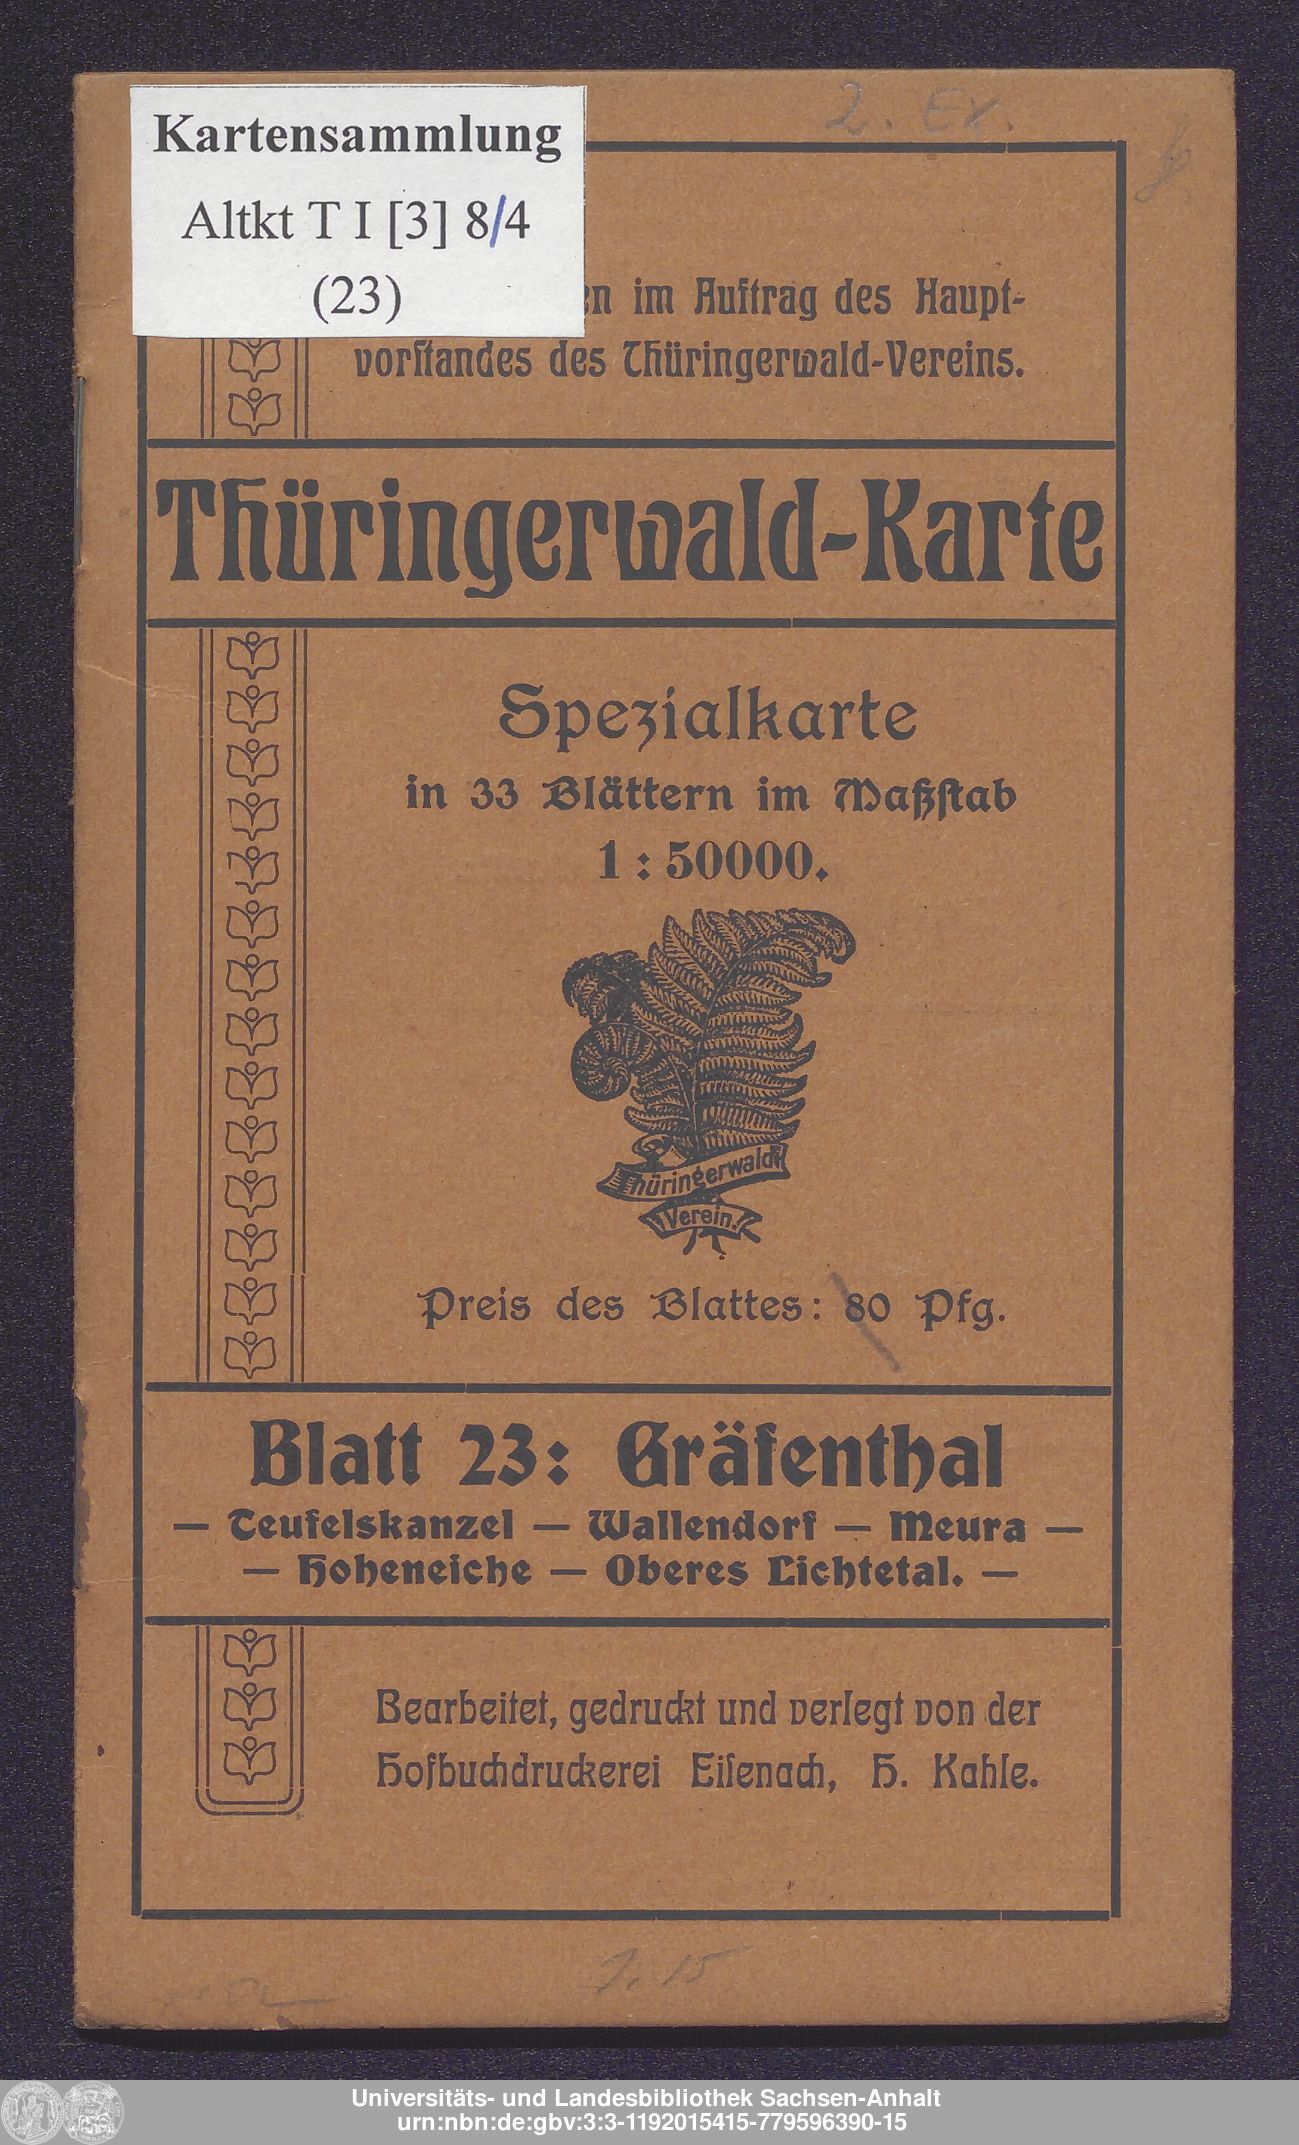 2. Ex.
Kartensammlung
Altkt T I [3] 8/4
(23)
im Auftrag des Haupt-
vorſtandes des Thüringerwald-Vereins.
Thüringerwald-Karte
Spezialkarte
in 33 Blättern im Maßſtab
1 : 50000.
Thüringerwald-
Verein.
Preis des Blattes: 80 Pfg.
Blatt 23: Gräfenthal
— Teufelskanzel — Wallendorf — Meura —
— Hoheneiche — Oberes Lichtetal. —
Bearbeitet, gedruckt und verlegt von der
Hofbuchdruckerei Eiſenach, H. Kahle.
1.15
Universitäts- und Landesbibliothek Sachsen-Anhalt
urn:nbn:de:gbv:3:3-1192015415-779596390-15